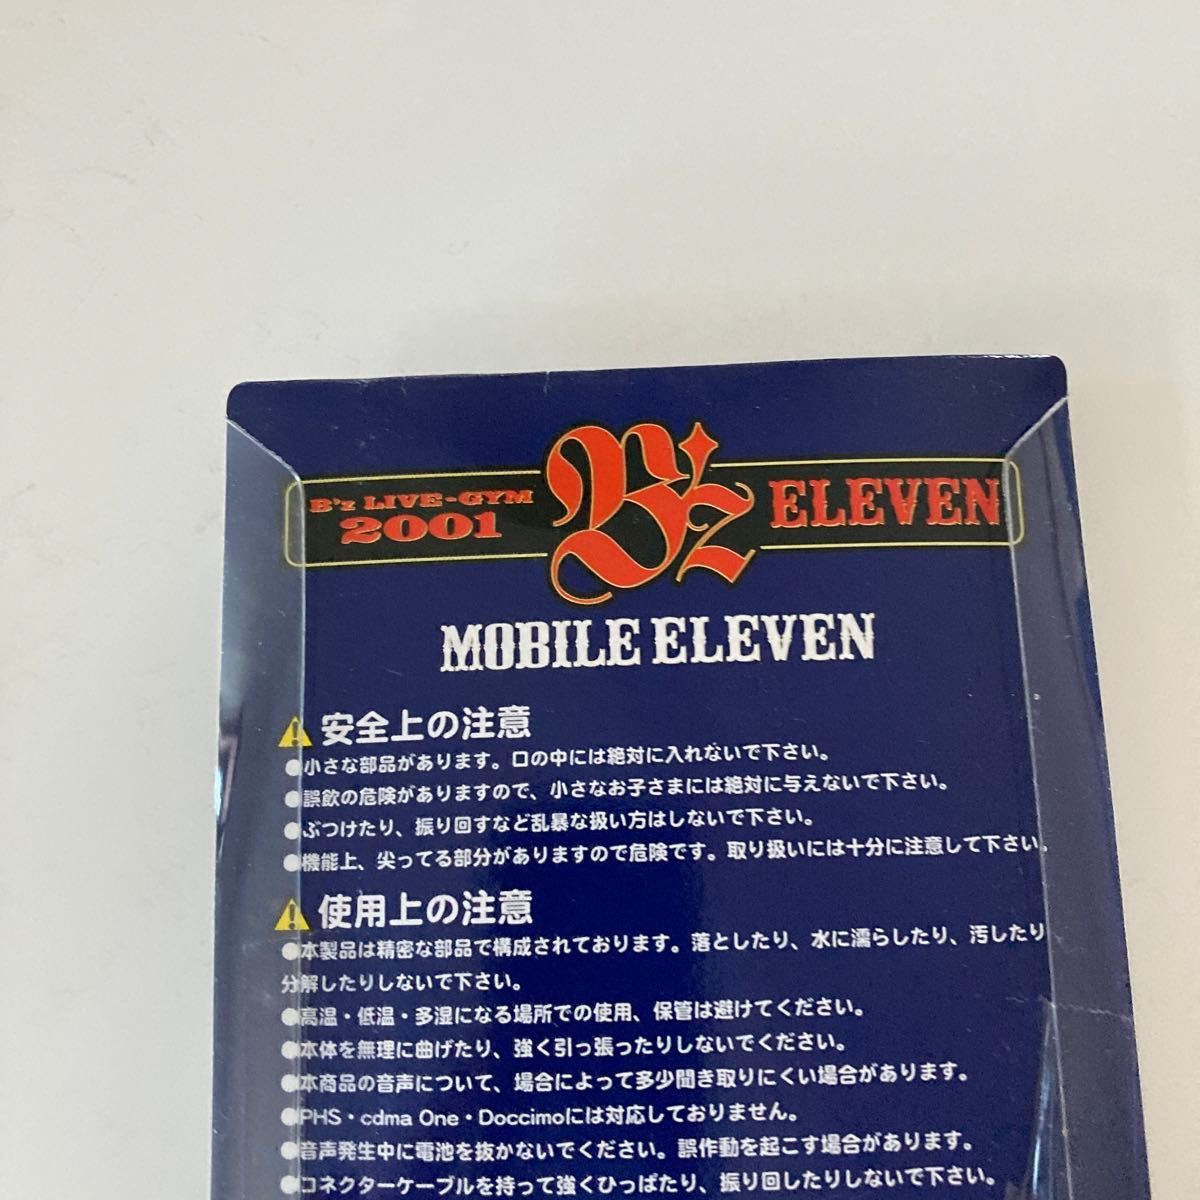 B'z LIVE-GYM
2001
B'z
ELEVEN
MOBILE ELEVEN
安全上の注意
●小さな部品があります。口の中には絶対に入れないで下さい。
●誤飲の危険がありますので、小さなお子さまには絶対に与えないで下さい。
●ぶつけたり、振り回すなど乱暴な扱い方はしないで下さい。
●機能上、尖ってる部分がありますので危険です。取り扱いには十分に注意して下さい。
使用上の注意
●本製品は精密な部品で構成されております。落としたり、水に濡らしたり、汚したり
分解したりしないで下さい。
●高温・低温・多湿になる場所での使用、保管は避けてください。
●本体を無理に曲げたり、強く引っ張ったりしないでください。
●本商品の音声について、場合によって多少聞き取りにくい場合があります。
●PHS・cdma One・Doccimoには対応しておりません。
●音声発生中に電池を抜かないでください。誤作動を起こす場合があります。
●コネクターケーブルを持って強くひっぱたり、振り回したりしないで下さい。